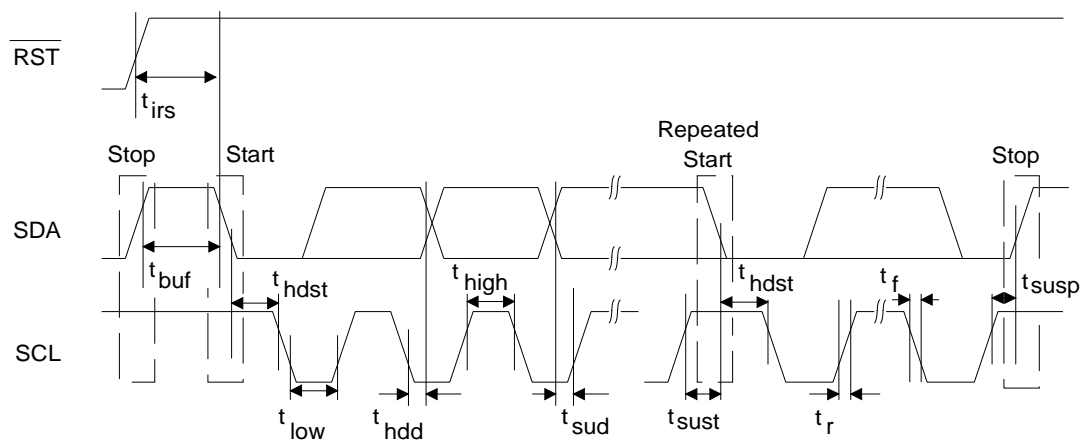 RST
t irs
Repeated
Stop Start Start Stop
SDA
t buf t hdst t high t hdst t f t susp
SCL
t low t hdd t sud t sust t r